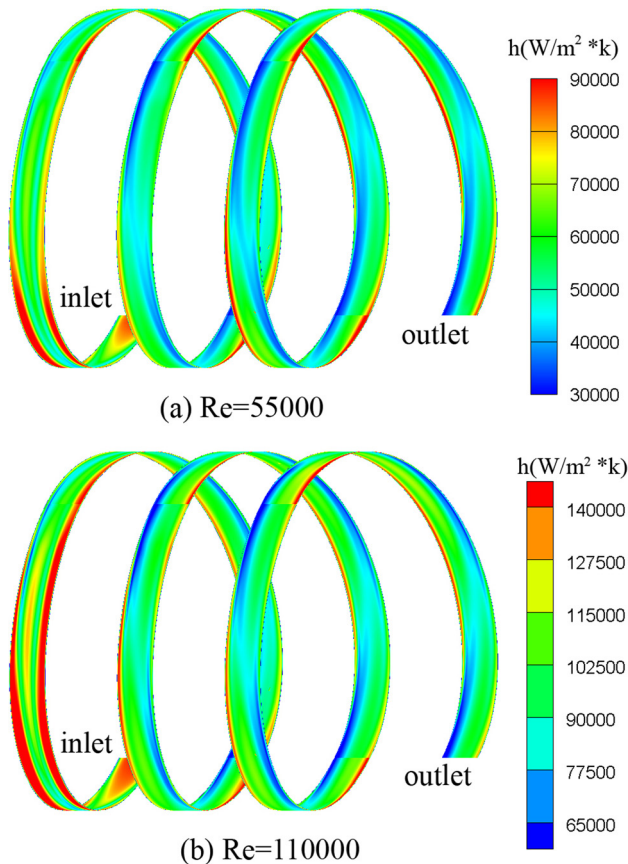 h(W/m² *k)
90000
80000
70000
60000
50000
40000
30000
inlet
outlet
(a) Re=55000
h(W/m² *k)
140000
127500
115000
102500
90000
77500
65000
inlet
outlet
(b) Re=110000